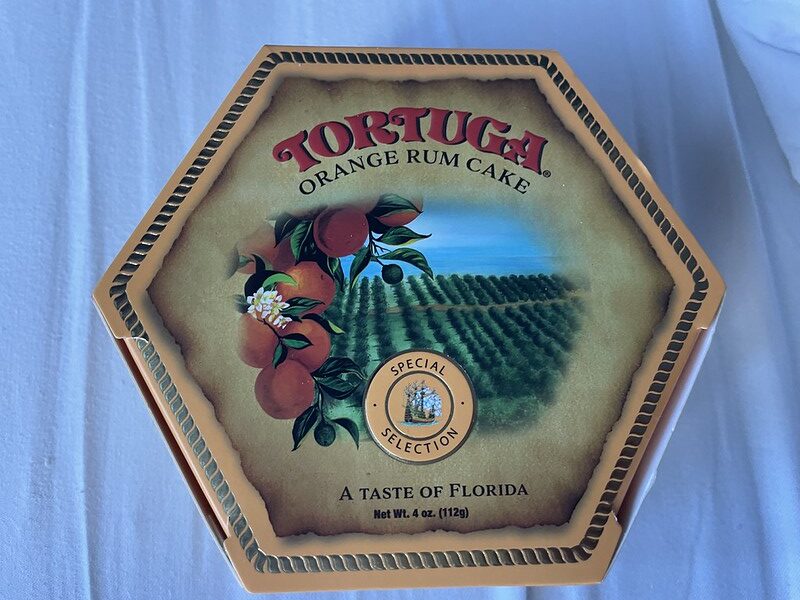 TORTUGA®
ORANGE RUM CAKE
SPECIAL
SELECTION
A TASTE OF FLORIDA
Net Wt. 4 oz. (112g)